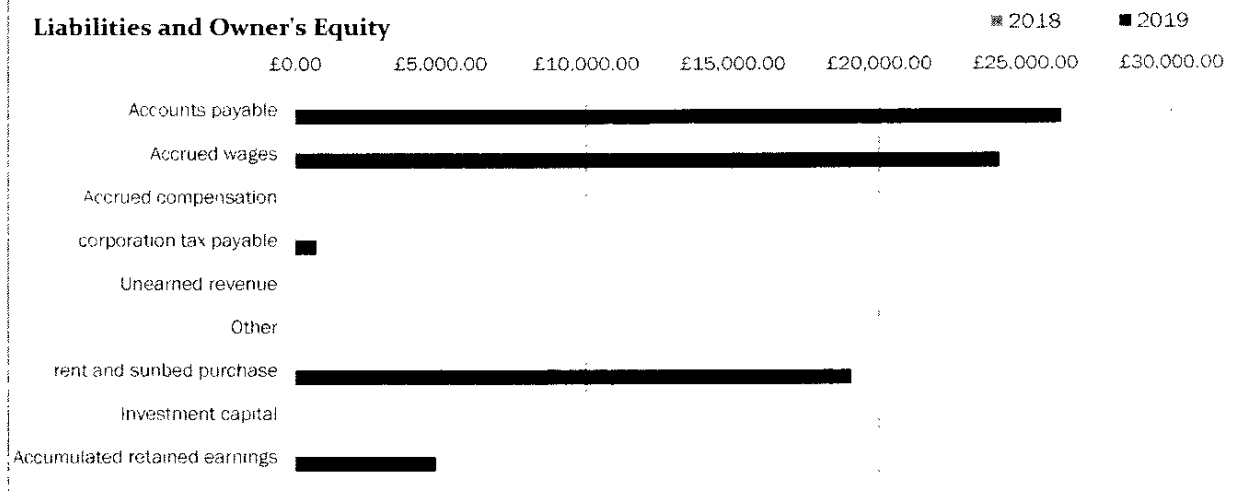 Liabilities and Owner's Equity
2018 2019
£0.00 £5,000.00 £10,000.00 £15,000.00 £20,000.00 £25,000.00 £30,000.00
Accounts payable
Accrued wages
Accrued compensation
corporation tax payable
Unearned revenue
Other
rent and sunbed purchase
Investment capital
Accumulated retained earnings